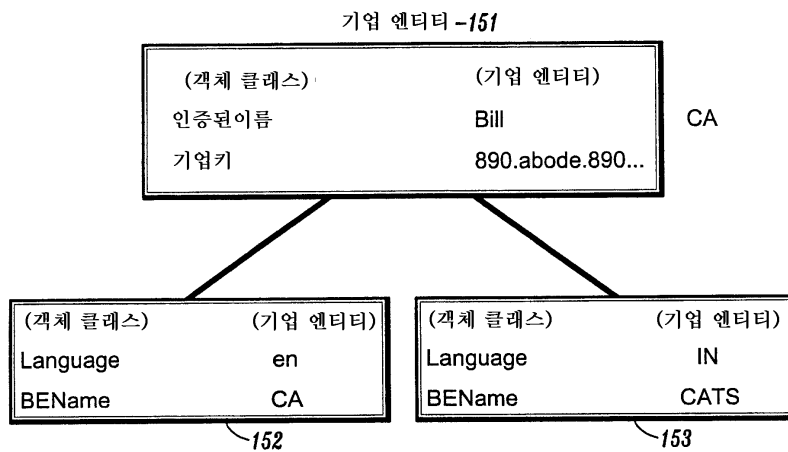 기업 엔티티 -151
(객체 클래스) (기업 엔티티)
인증된이름 Bill
기업키 890.abode.890...
CA
(객체 클래스) (기업 엔티티)
Language en
BEName CA
152
(객체 클래스) (기업 엔티티)
Language IN
BEName CATS
153